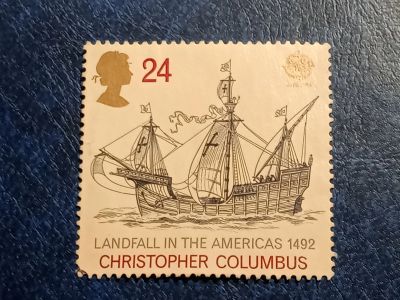 24
LANDFALL IN THE AMERICAS 1492
CHRISTOPHER COLUMBUS